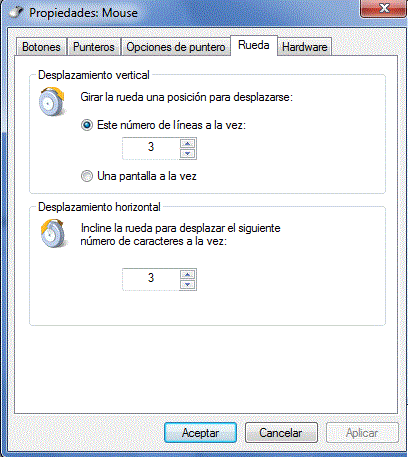 Propiedades: Mouse
Botones Punteros Opciones de puntero Rueda Hardware
Desplazamiento vertical
Girar la rueda una posición para desplazarse:
Este número de líneas a la vez:
3
Una pantalla a la vez
Desplazamiento horizontal
Incline la rueda para desplazar el siguiente
número de caracteres a la vez:
3
Aceptar Cancelar Aplicar